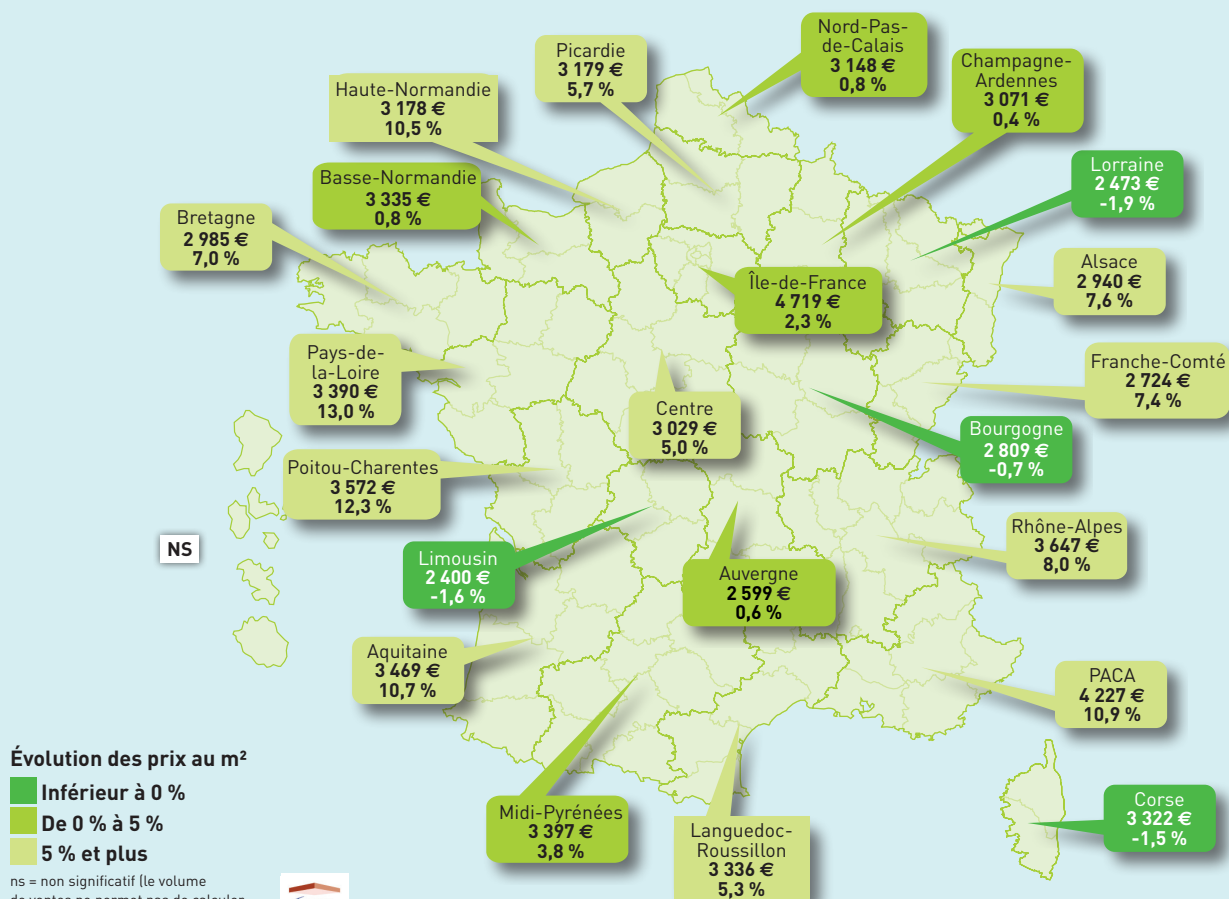 Nord-Pas-
de-Calais
3 148 €
0,8 %
Picardie
3 179 €
5,7 %
Champagne-
Ardennes
3 071 €
0,4 %
Haute-Normandie
3 178 €
10,5 %
Lorraine
2 473 €
-1,9 %
Basse-Normandie
3 335 €
0,8 %
Bretagne
2 985 €
7,0 %
Alsace
2 940 €
7,6 %
Île-de-France
4 719 €
2,3 %
Pays-de-
la-Loire
3 390 €
13,0 %
Franche-Comté
2 724 €
7,4 %
Centre
3 029 €
5,0 %
Bourgogne
2 809 €
-0,7 %
Poitou-Charentes
3 572 €
12,3 %
Rhône-Alpes
3 647 €
8,0 %
NS
Limousin
2 400 €
-1,6 %
Auvergne
2 599 €
0,6 %
Aquitaine
3 469 €
10,7 %
PACA
4 227 €
10,9 %
Midi-Pyrénées
3 397 €
3,8 %
Languedoc-
Roussillon
3 336 €
5,3 %
Corse
3 322 €
-1,5 %
Évolution des prix au m²
Inférieur à 0 %
De 0 % à 5 %
5 % et plus
ns = non significatif (le volume
de ventes ne permet pas de calculer